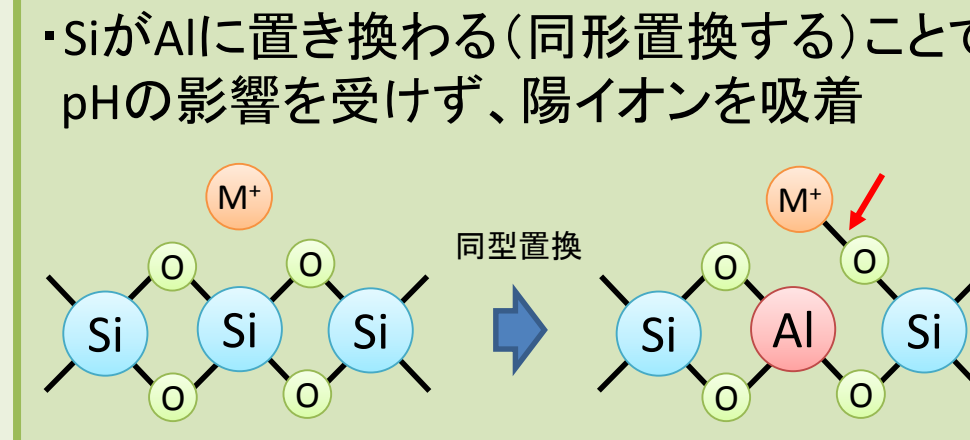 ・SiがAlに置き換わる（同形置換する）ことで
pHの影響を受けず、陽イオンを吸着
M⁺
同型置換
M⁺
O O O O
Si Si Si Si Al Si
O O O O